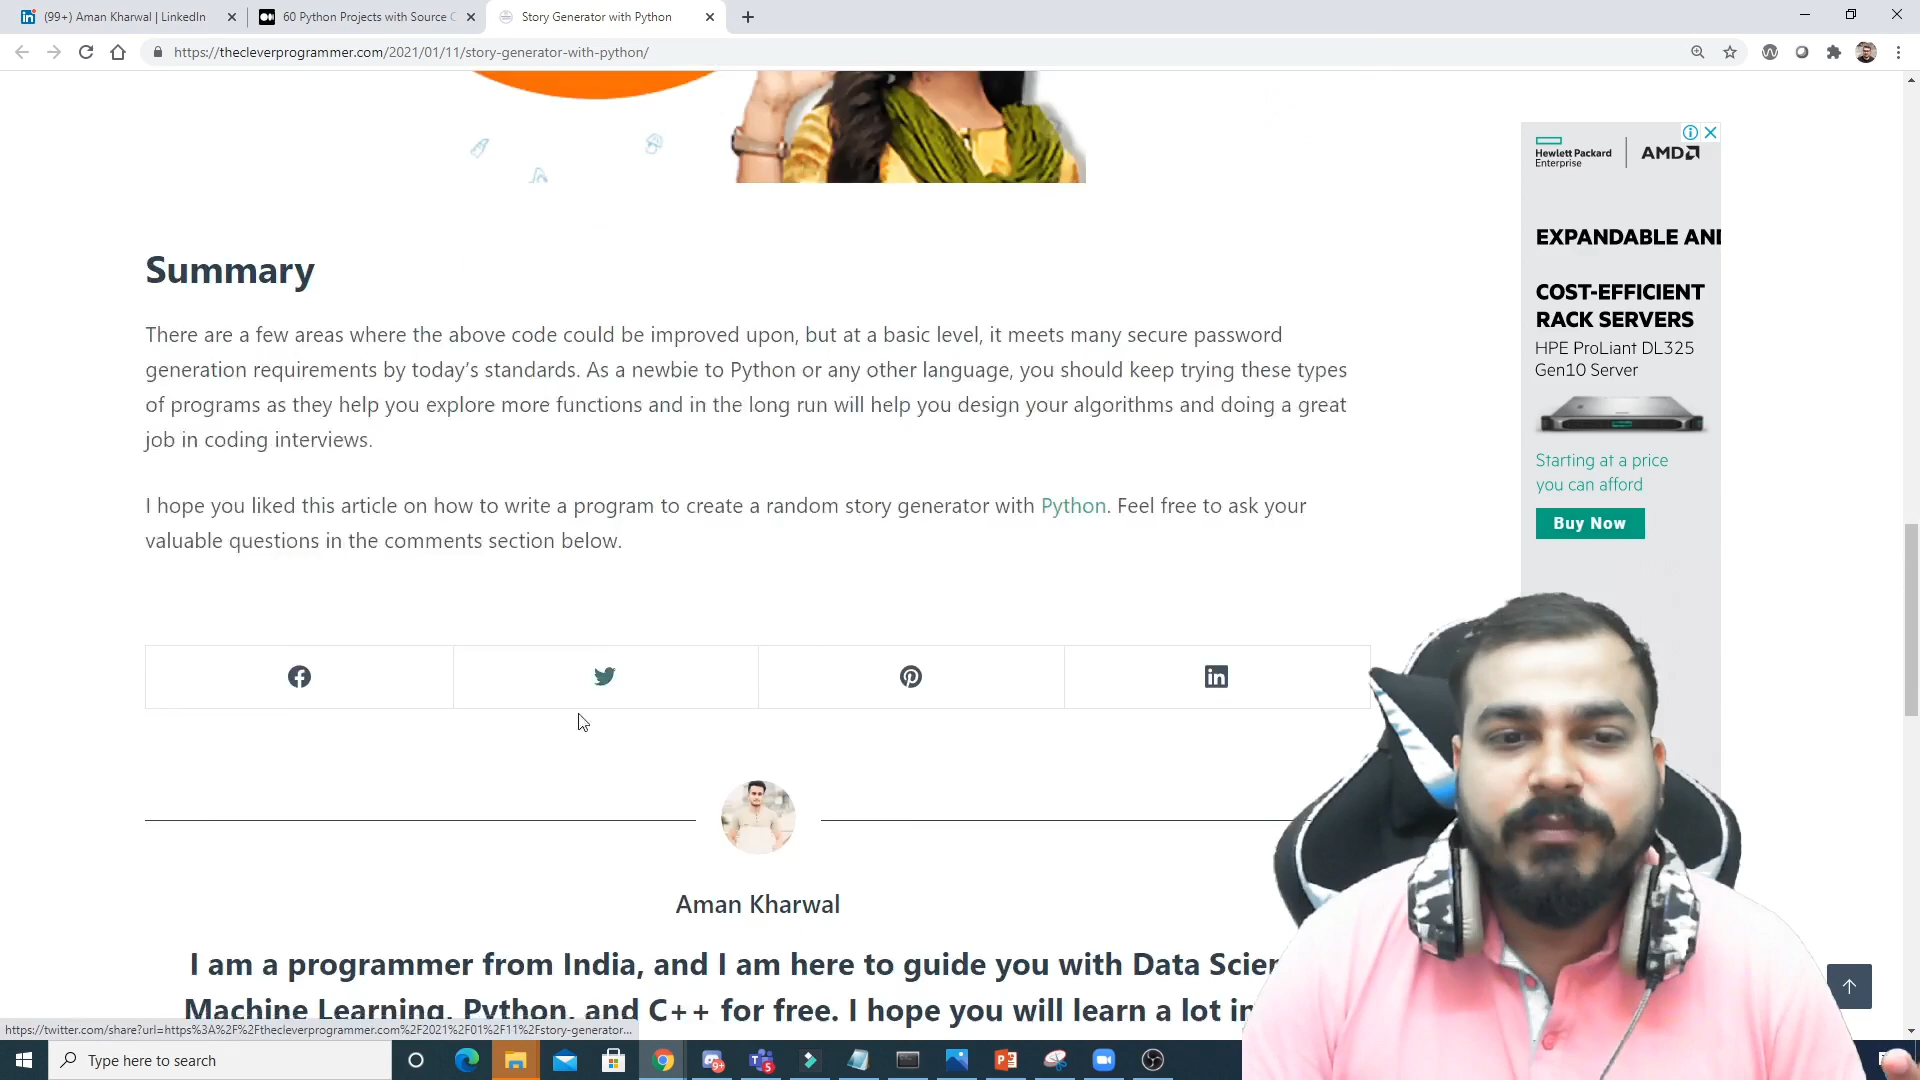 (99+) Aman Kharwal | LinkedIn
60 Python Projects with Source C
Story Generator with Python
https://thecleverprogrammer.com/2021/01/11/story-generator-with-python/
Hewlett Packard
Enterprise
AMD
EXPANDABLE AN
COST-EFFICIENT
RACK SERVERS
HPE ProLiant DL325
Gen10 Server
Starting at a price
you can afford
Buy Now
Summary
There are a few areas where the above code could be improved upon, but at a basic level, it meets many secure password
generation requirements by today’s standards. As a newbie to Python or any other language, you should keep trying these types
of programs as they help you explore more functions and in the long run will help you design your algorithms and doing a great
job in coding interviews.
I hope you liked this article on how to write a program to create a random story generator with Python. Feel free to ask your
valuable questions in the comments section below.
Aman Kharwal
I am a programmer from India, and I am here to guide you with Data Scien
Machine Learning, Python, and C++ for free. I hope you will learn a lot in
https://twitter.com/share?url=https%3A%2F%2Fthecleverprogrammer.com%2F2021%2F01%2F11%2Fstory-generator...
Type here to search